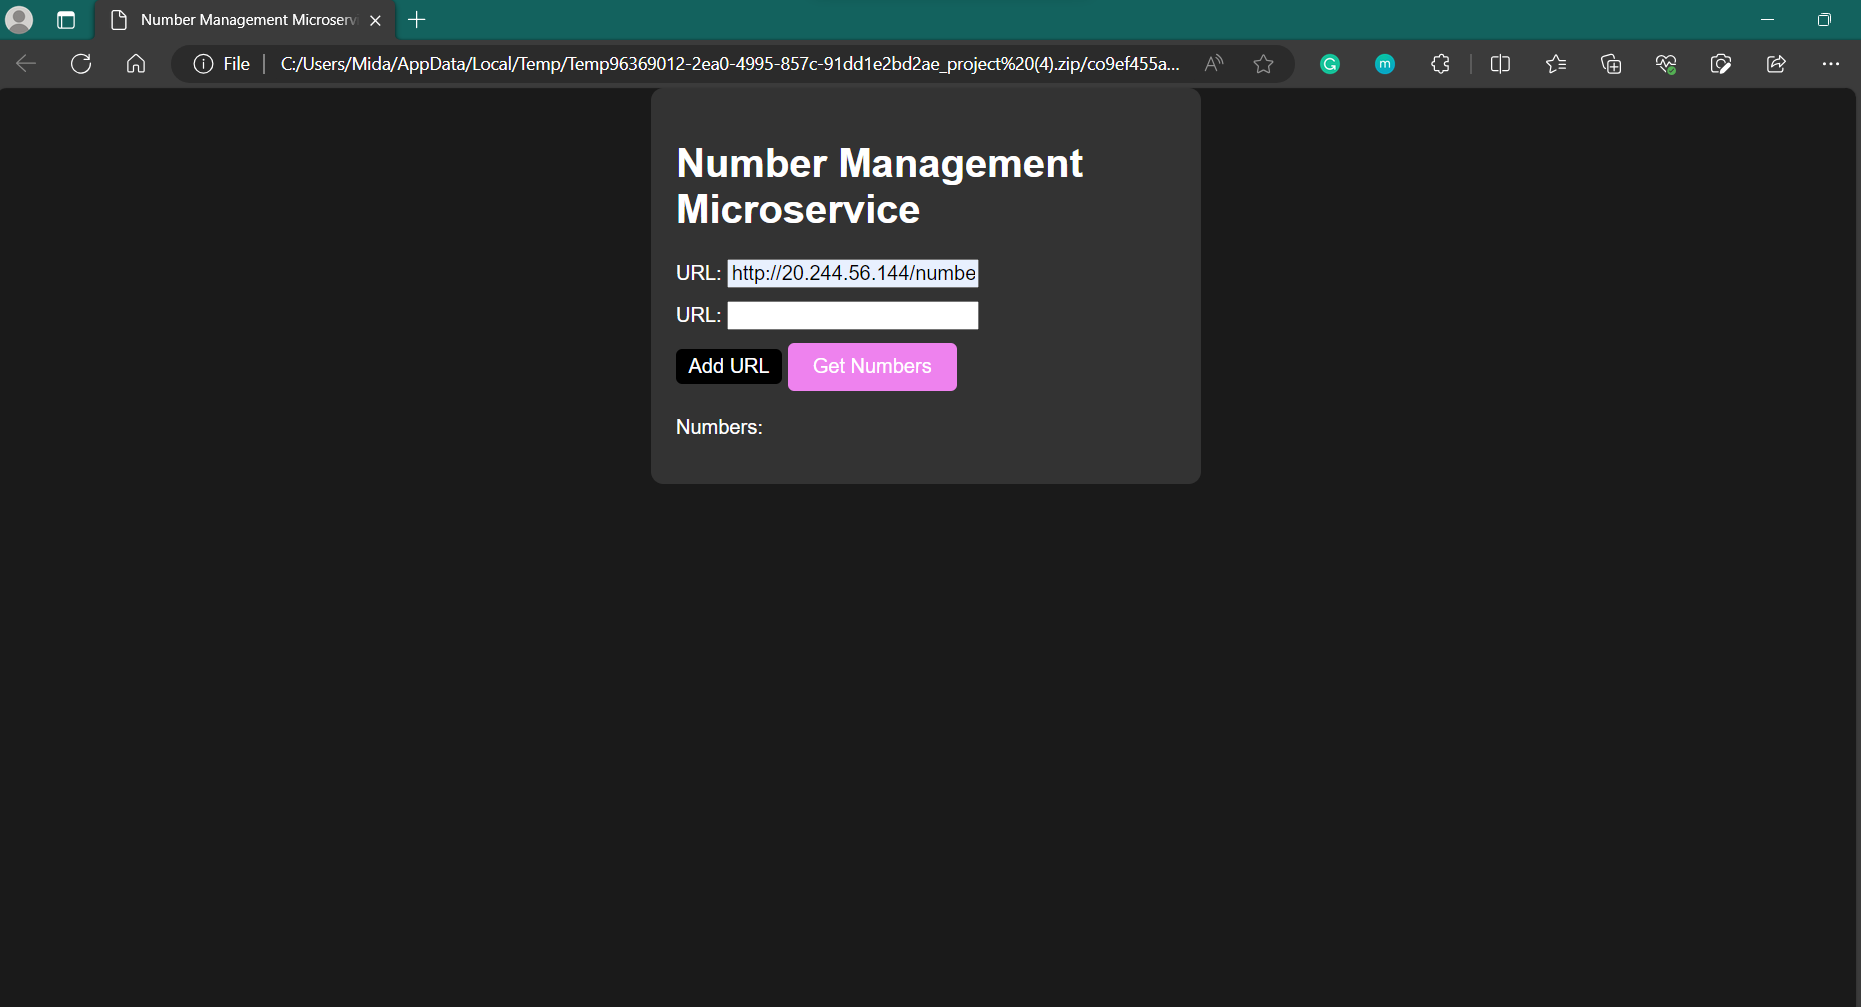 Number Management Microserv
File
C:/Users/Mida/AppData/Local/Temp/Temp96369012-2ea0-4995-857c-91dd1e2bd2ae_project%20(4).zip/co9ef455a...
Number Management
Microservice
URL: http://20.244.56.144/numbe
URL:
Add URL Get Numbers
Numbers: